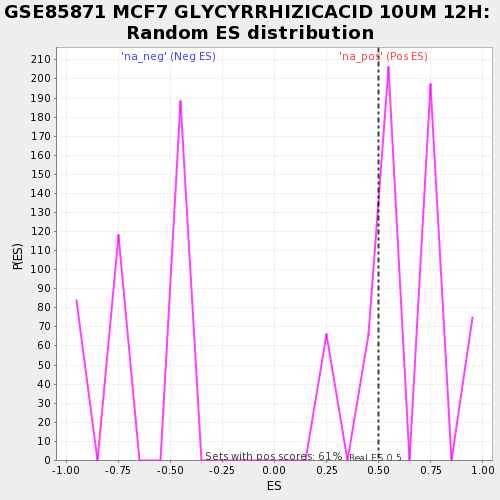 GSE85871 MCF7 GLYCYRRHIZICACID 10UM 12H:
Random ES distribution
'na_neg' (Neg ES)
'na_pos' (Pos ES)
210
200
190
180
170
160
150
140
130
120
110
100
90
80
70
60
50
40
30
20
10
0
P(ES)
Sets with pos scores: 61%
Real ES 0.5
-1.00 -0.75 -0.50 -0.25 0.00 0.25 0.50 0.75 1.00
ES